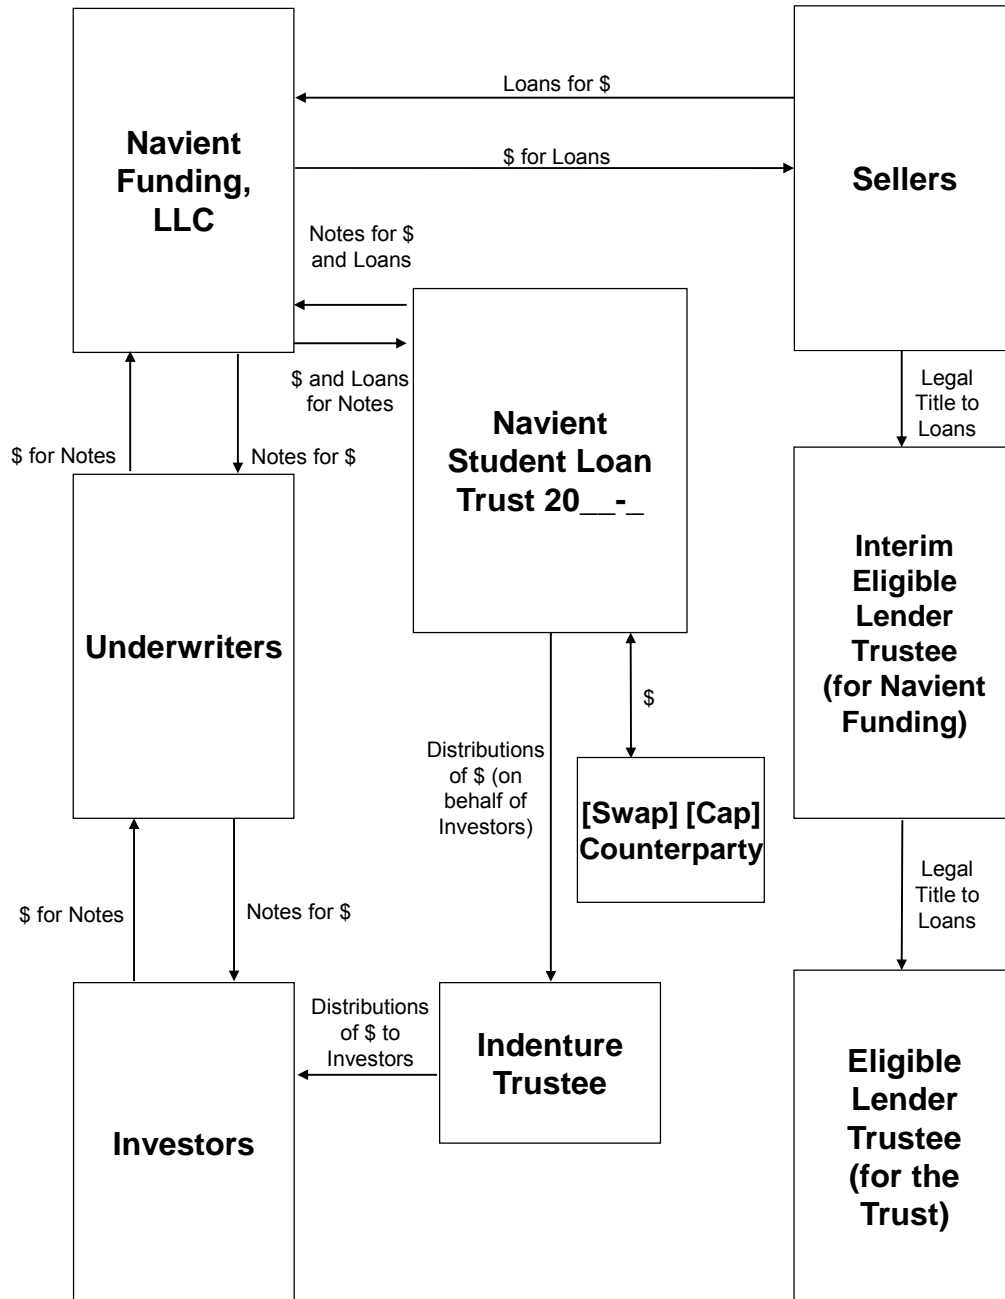 Loans for $
Navient
Funding,
LLC
$ for Loans
Sellers
Notes for $
and Loans
$ and Loans
for Notes
Legal
Title to
Loans
Navient
Student Loan
Trust 20__-_
$ for Notes
Notes for $
Interim
Eligible
Lender
Trustee
(for Navient
Funding)
Underwriters
$
Distributions
of $ (on
behalf of
Investors)
[Swap] [Cap]
Counterparty
Legal
Title to
Loans
$ for Notes
Notes for $
Distributions
of $ to
Investors
Indenture
Trustee
Investors
Eligible
Lender
Trustee
(for the
Trust)